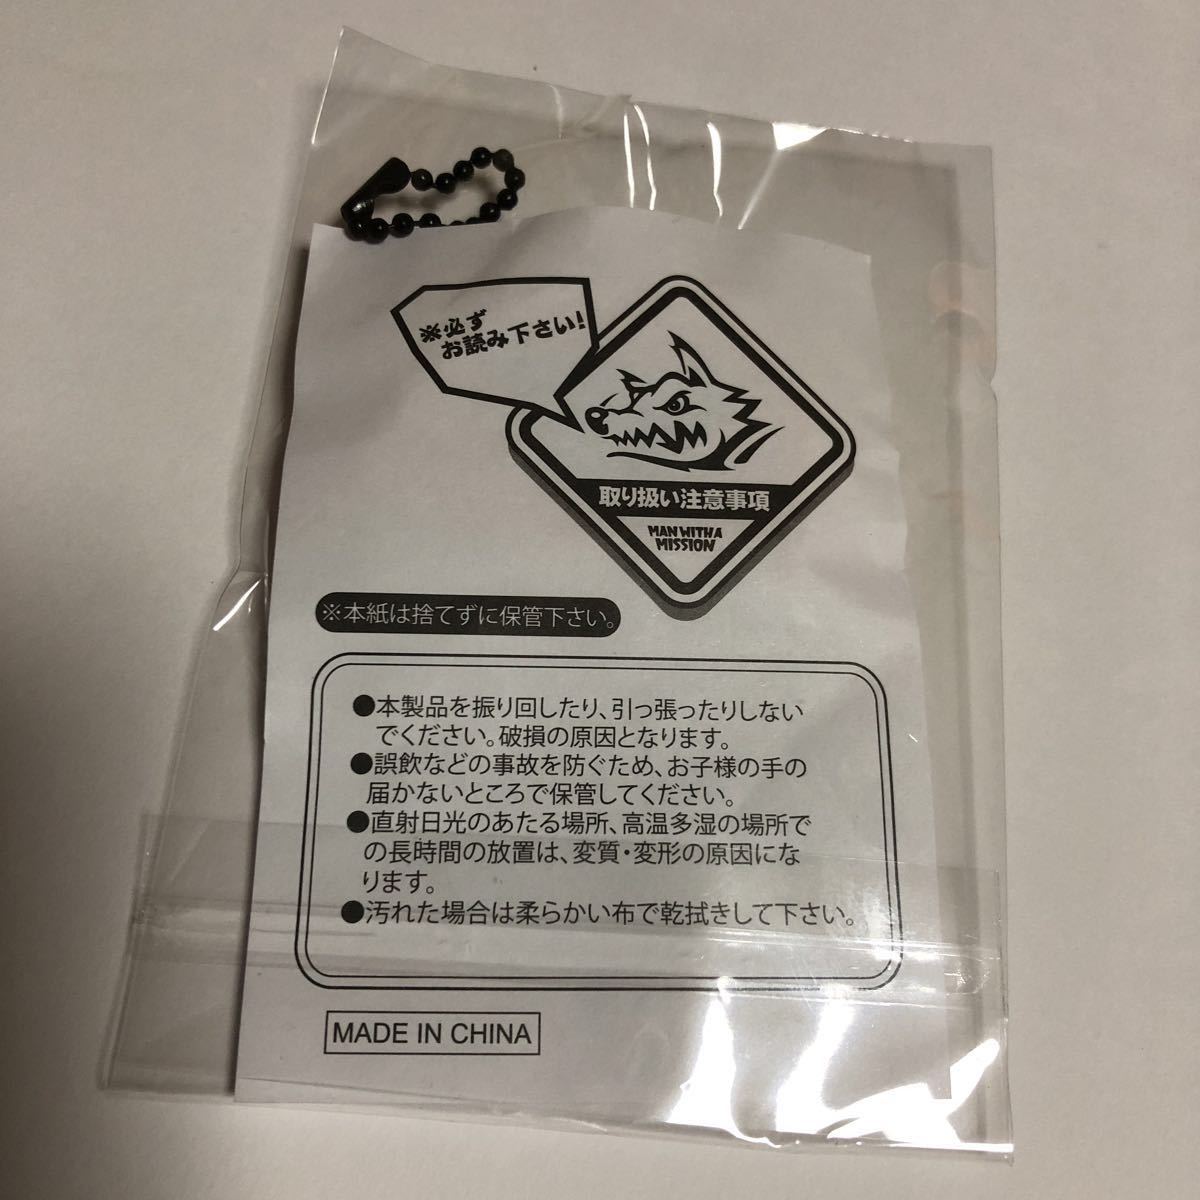 ※必ず
お読み下さい!
取り扱い注意事項
MAN WITH A
MISSION
※本紙は捨てずに保管下さい。
●本製品を振り回したり、引っ張ったりしない
でください。破損の原因となります。
●誤飲などの事故を防ぐため、お子様の手の
届かないところで保管してください。
●直射日光のあたる場所、高温多湿の場所で
の長時間の放置は、変質・変形の原因にな
ります。
●汚れた場合は柔らかい布で乾拭きして下さい。
MADE IN CHINA